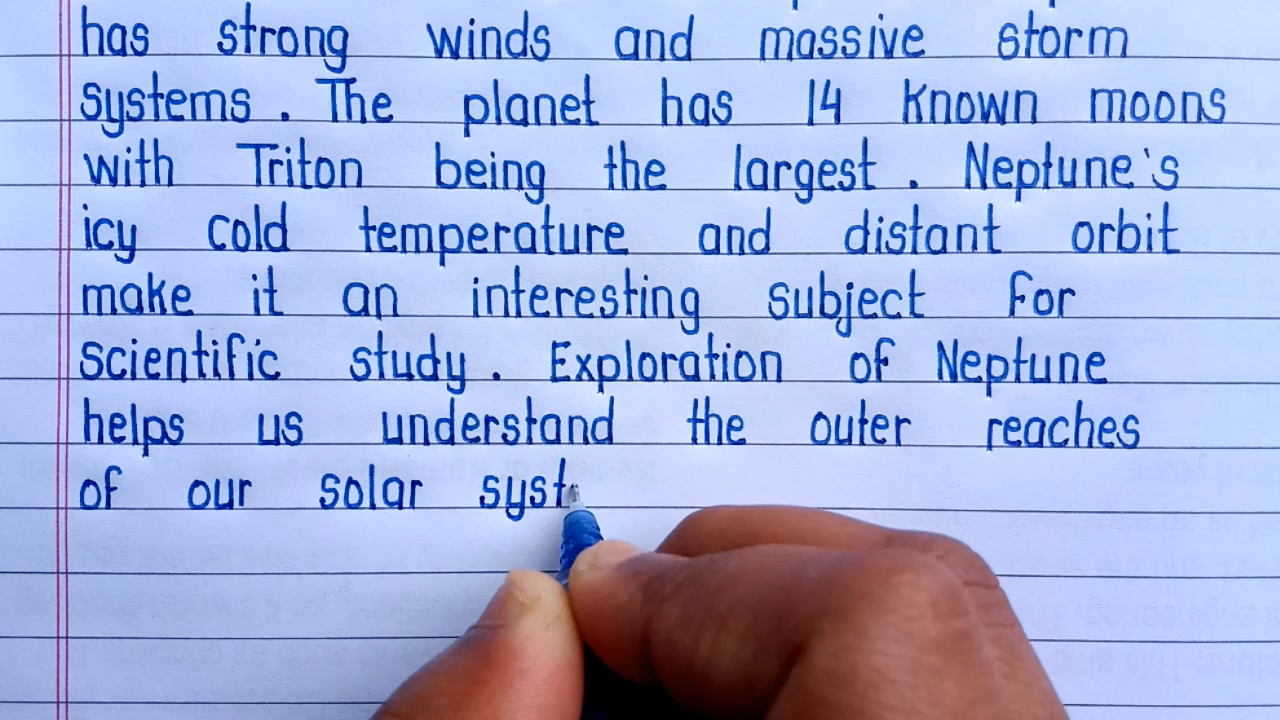 has strong winds and massive storm
systems. The planet has 14 known moons
with Triton being the largest. Neptune's
icy cold temperature and distant orbit
make it an interesting subject for
scientific study. Exploration of Neptune
helps us understand the outer reaches
of our solar syst